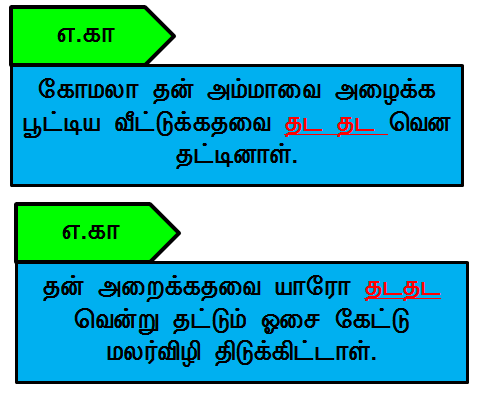 எ.கா
கோமலா தன் அம்மாவை அழைக்க
பூட்டிய வீட்டுக்கதவை தட தட வென
தட்டினாள்.
எ.கா
தன் அறைக்கதவை யாரோ தடதட
வென்று தட்டும் ஓசை கேட்டு
மலர்விழி திடுக்கிட்டாள்.